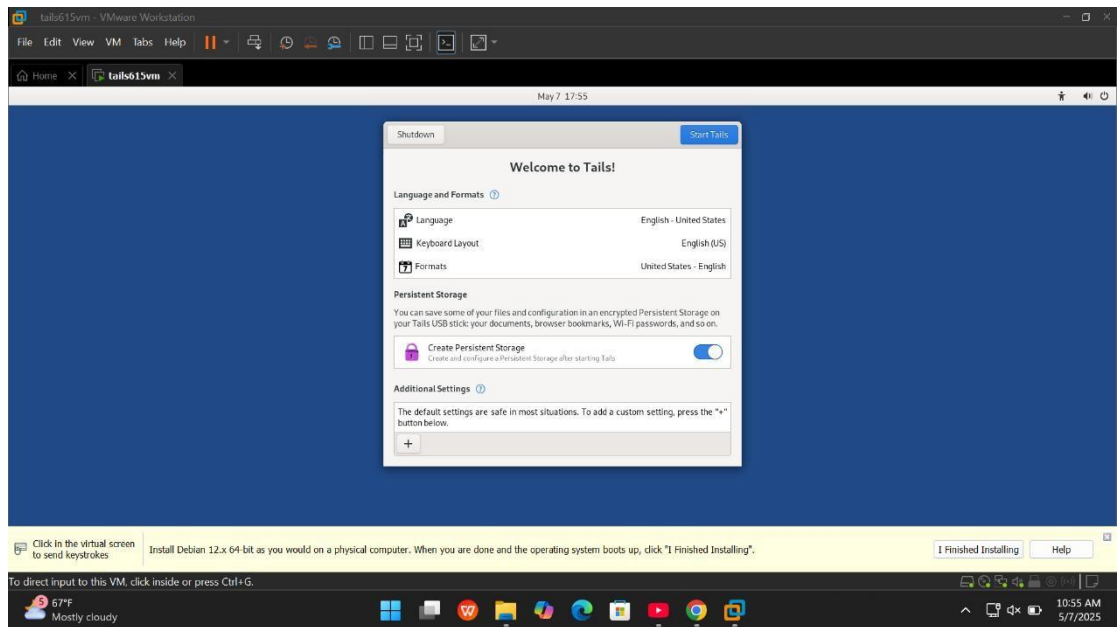 tails615vm - VMware Workstation
File Edit View VM Tabs Help
Home
tails615vm
May 7 17:55
Shutdown
Start Tails
Welcome to Tails!
Language and Formats
Language
English - United States
Keyboard Layout
English (US)
Formats
United States - English
Persistent Storage
You can save some of your files and configuration in an encrypted Persistent Storage on
your Tails USB stick: your documents, browser bookmarks, Wi-Fi passwords, and so on.
Create Persistent Storage
Create and configure a Persistent Storage after starting Tails
Additional Settings
The default settings are safe in most situations. To add a custom setting, press the "+"
button below.
+
Click in the virtual screen
to send keystrokes
Install Debian 12.x 64-bit as you would on a physical computer. When you are done and the operating system boots up, click "I Finished Installing".
I Finished Installing
Help
To direct input to this VM, click inside or press Ctrl+G.
5
67°F
Mostly cloudy
10:55 AM
5/7/2025